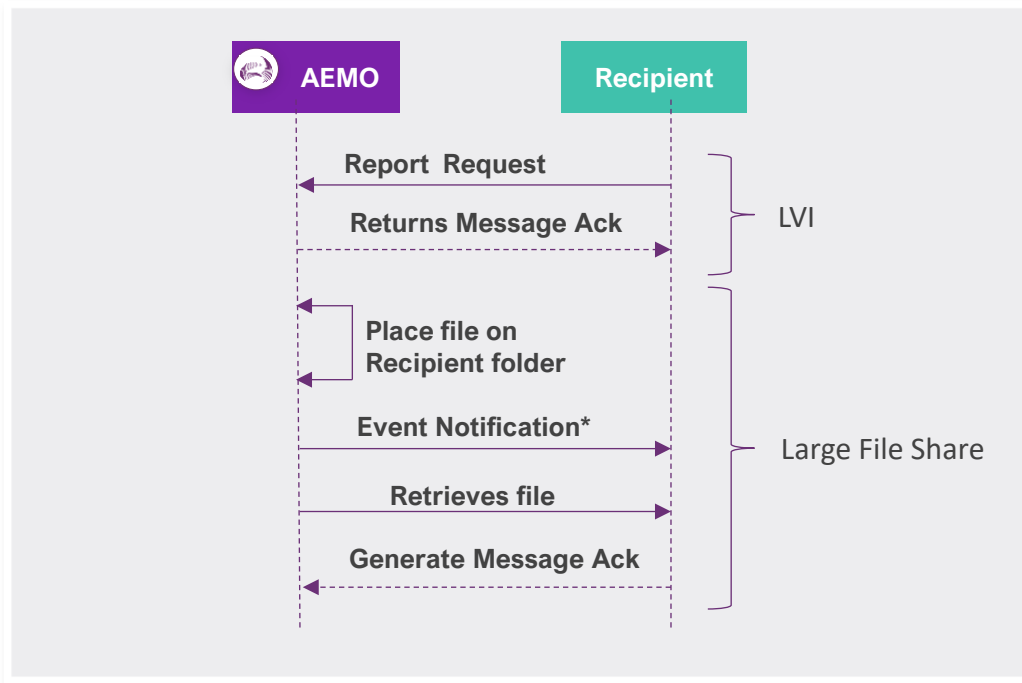 AEMO
Recipient
Report Request
Returns Message Ack
LVI
Place file on
Recipient folder
Event Notification*
Large File Share
Retrieves file
Generate Message Ack